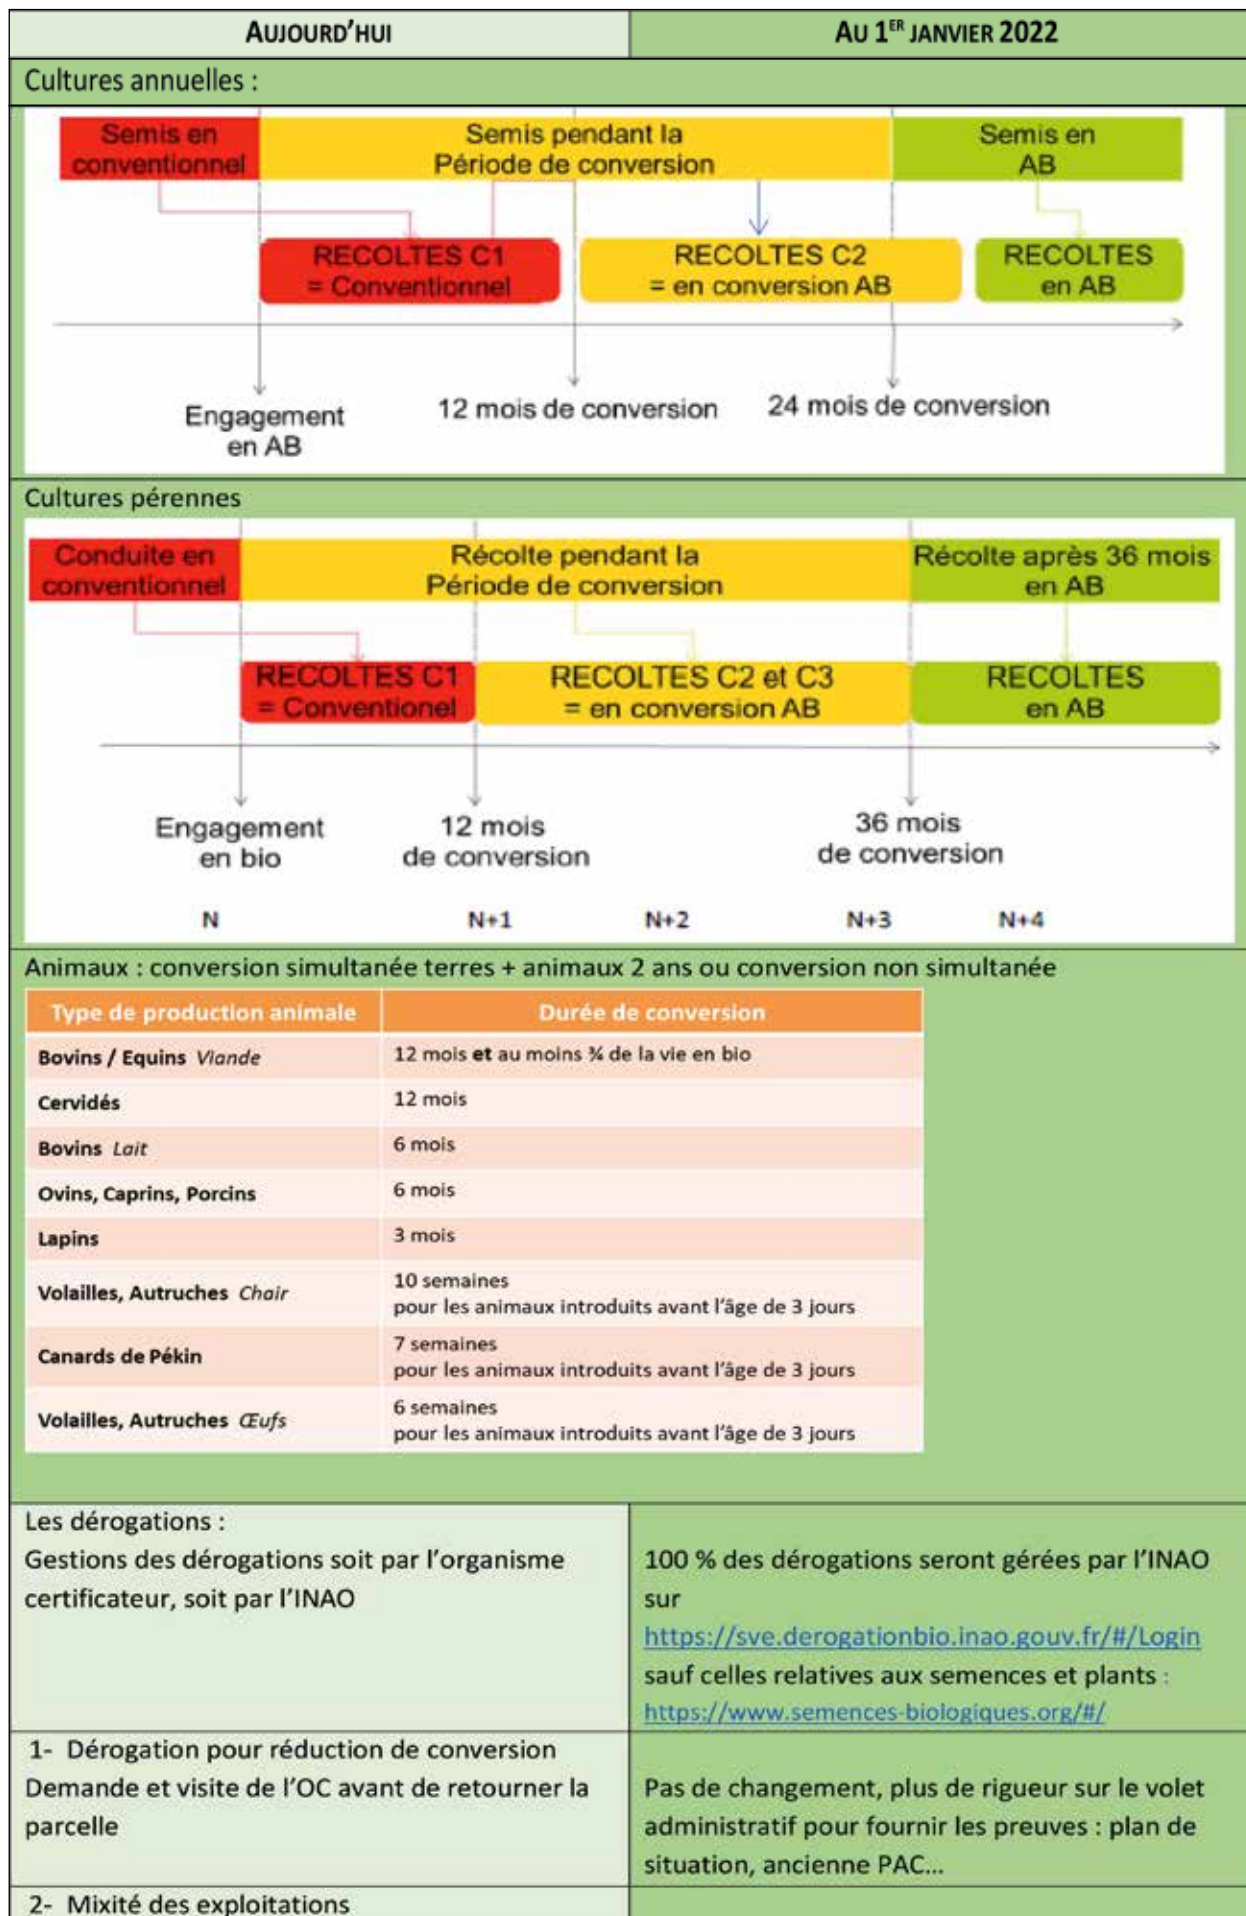 AUJOURD'HUI
AU 1ER JANVIER 2022
Cultures annuelles :
Semis en
conventionnel
Semis pendant la
Période de conversion
Semis en
AB
RECOLTES C1
= Conventionnel
RECOLTES C2
= en conversion AB
RECOLTES
en AB
Engagement
en AB
12 mois de conversion
24 mois de conversion
Cultures pérennes
Conduite en
conventionnel
Récolte pendant la
Période de conversion
Récolte après 36 mois
en AB
RECOLTES C1
= Conventionel
RECOLTES C2 et C3
= en conversion AB
RECOLTES
en AB
Engagement
en bio
12 mois
de conversion
36 mois
de conversion
N
N+1
N+2
N+3
N+4
Animaux : conversion simultanée terres + animaux 2 ans ou conversion non simultanée
Type de production animale
Durée de conversion
Bovins / Equins Viande
12 mois et au moins ¾ de la vie en bio
Cervidés
12 mois
Bovins Lait
6 mois
Ovins, Caprins, Porcins
6 mois
Lapins
3 mois
Volailles, Autruches Chair
10 semaines
pour les animaux introduits avant l'âge de 3 jours
Canards de Pékin
7 semaines
pour les animaux introduits avant l'âge de 3 jours
Volailles, Autruches Œufs
6 semaines
pour les animaux introduits avant l'âge de 3 jours
Les dérogations :
Gestions des dérogations soit par l'organisme
certificateur, soit par l'INAO
100 % des dérogations seront gérées par l'INAO
sur
https://sve.derogationbio.inao.gouv.fr/#/Login
sauf celles relatives aux semences et plants :
https://www.semences-biologiques.org/#/
1- Dérogation pour réduction de conversion
Demande et visite de l'OC avant de retourner la
parcelle
Pas de changement, plus de rigueur sur le volet
administratif pour fournir les preuves : plan de
situation, ancienne PAC...
2- Mixité des exploitations